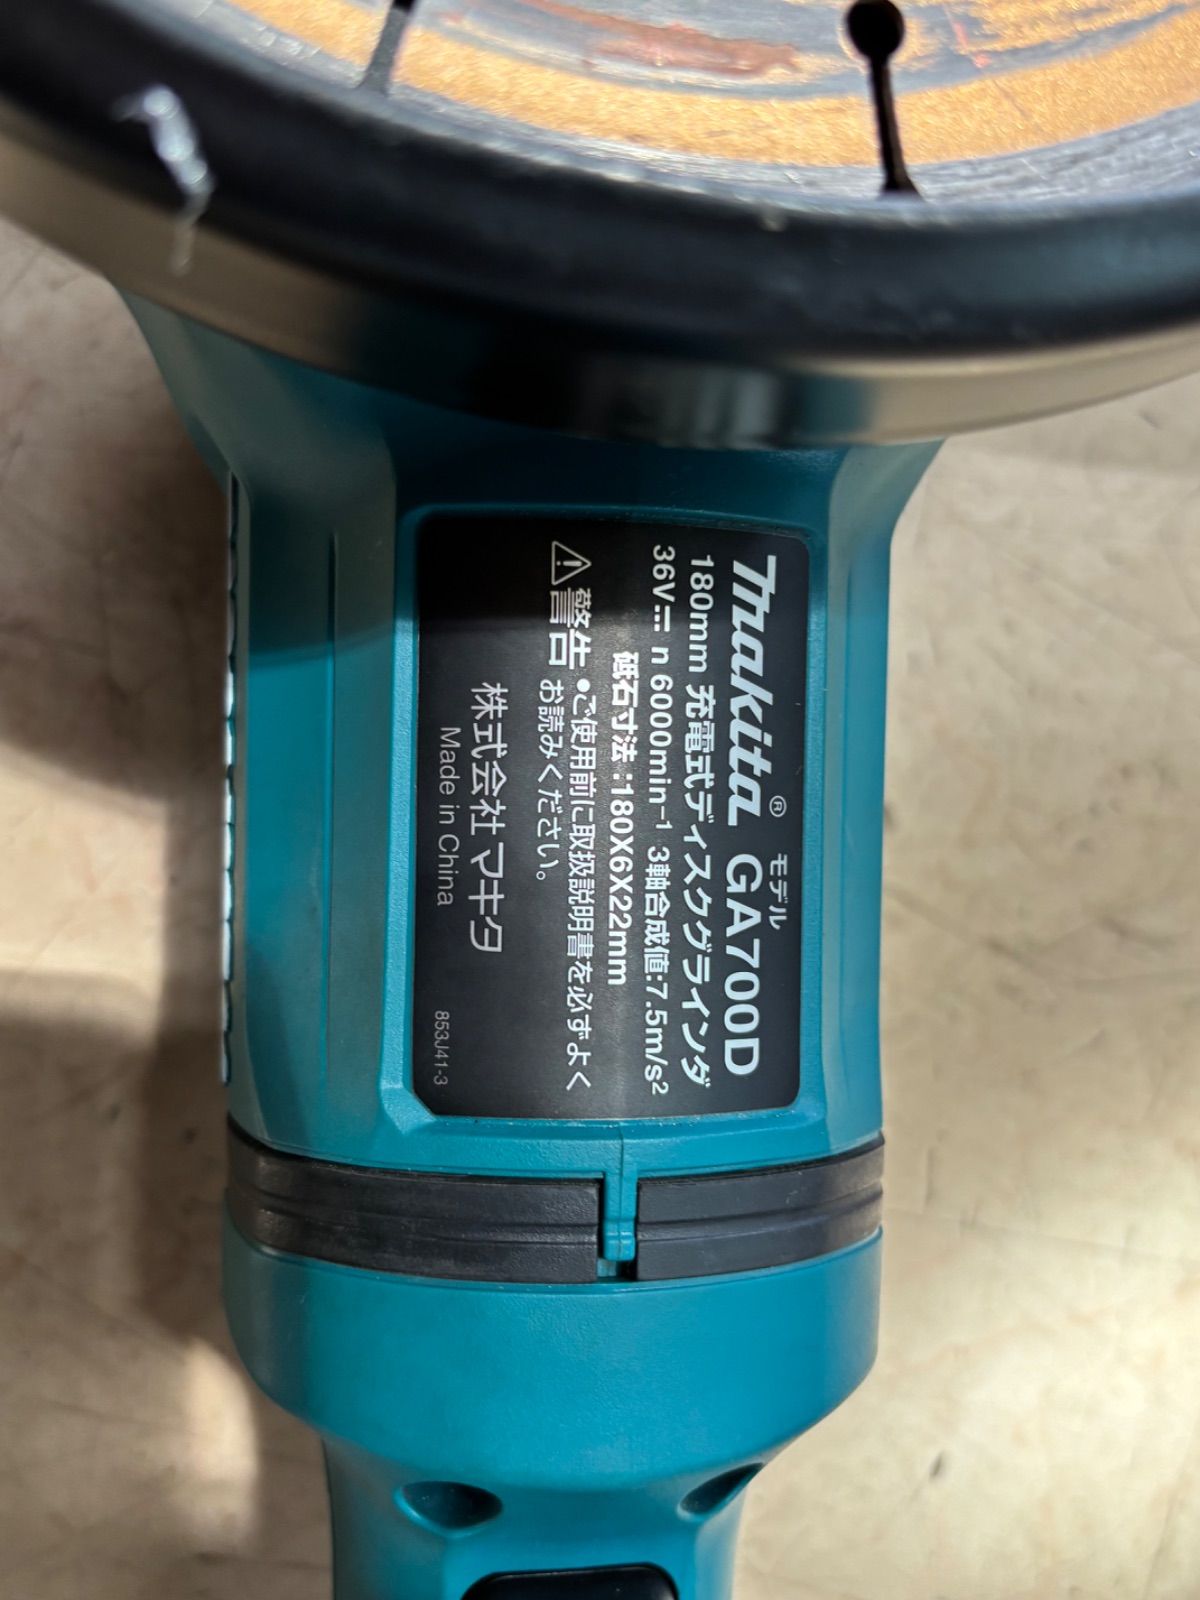 モデル
Makita® GA700D
180mm 充電式ディスクグラインダ
36V⎓ n 6000min⁻¹ 3軸合成値:7.5m/s²
砥石寸法:180X6X22mm
⚠警告 •ご使用前に取扱説明書を必ずよく
お読みください。
株式会社マキタ
Made in China
853J41-3